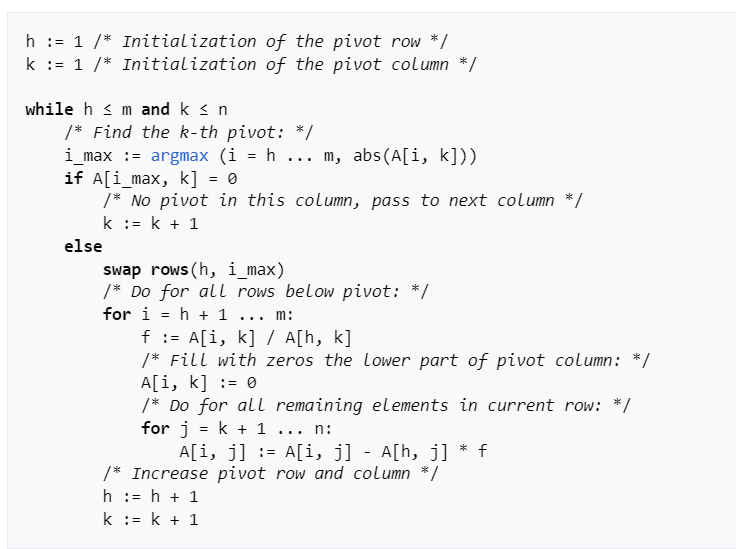 h := 1 /* Initialization of the pivot row */
k := 1 /* Initialization of the pivot column */
while h ≤ m and k ≤ n
/* Find the k-th pivot: */
i_max := argmax (i = h ... m, abs(A[i, k]))
if A[i_max, k] = 0
/* No pivot in this column, pass to next column */
k := k + 1
else
swap rows(h, i_max)
/* Do for all rows below pivot: */
for i = h + 1 ... m:
f := A[i, k] / A[h, k]
/* Fill with zeros the lower part of pivot column: */
A[i, k] := 0
/* Do for all remaining elements in current row: */
for j = k + 1 ... n:
A[i, j] := A[i, j] - A[h, j] * f
/* Increase pivot row and column */
h := h + 1
k := k + 1